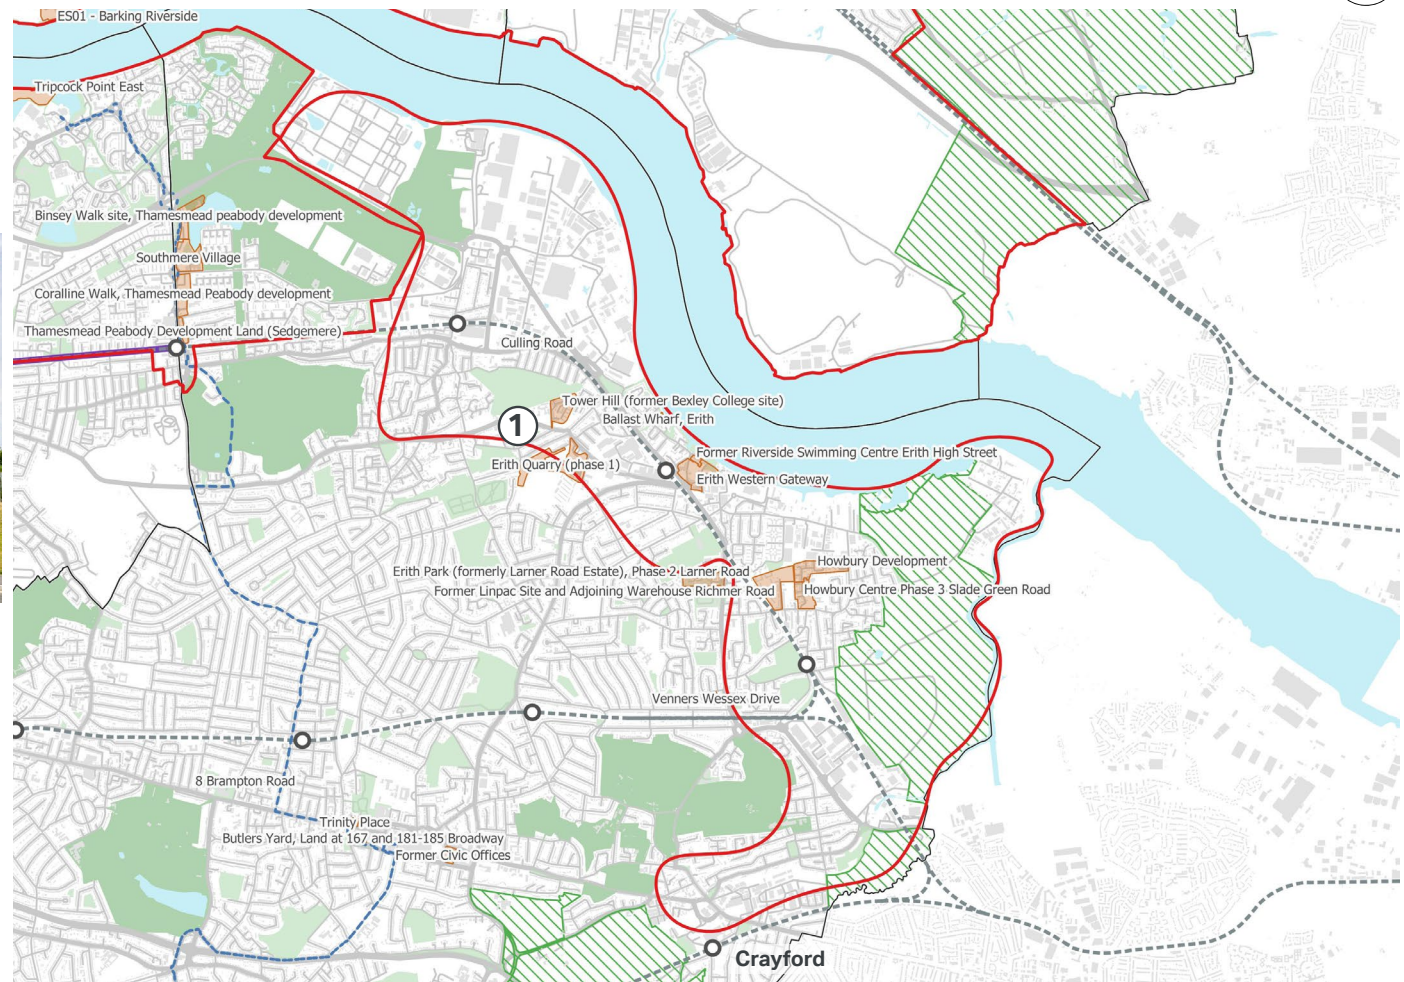 ES01 - Barking Riverside
Tripcock Point East
Binsey Walk site, Thamesmead peabody development
Southmere Village
Coralline Walk, Thamesmead Peabody development
Thamesmead Peabody Development Land (Sedgemere)
Culling Road
Tower Hill (former Bexley College site)
1
Ballast Wharf, Erith
Former Riverside Swimming Centre Erith High Street
Erith Quarry (phase 1)
Erith Western Gateway
Howbury Development
Erith Park (formerly Larner Road Estate), Phase 2 Larner Road
Former Linpac Site and Adjoining Warehouse Richmer Road
Howbury Centre Phase 3 Slade Green Road
Venners Wessex Drive
8 Brampton Road
Trinity Place
Butlers Yard, Land at 167 and 181-185 Broadway
Former Civic Offices
Crayford